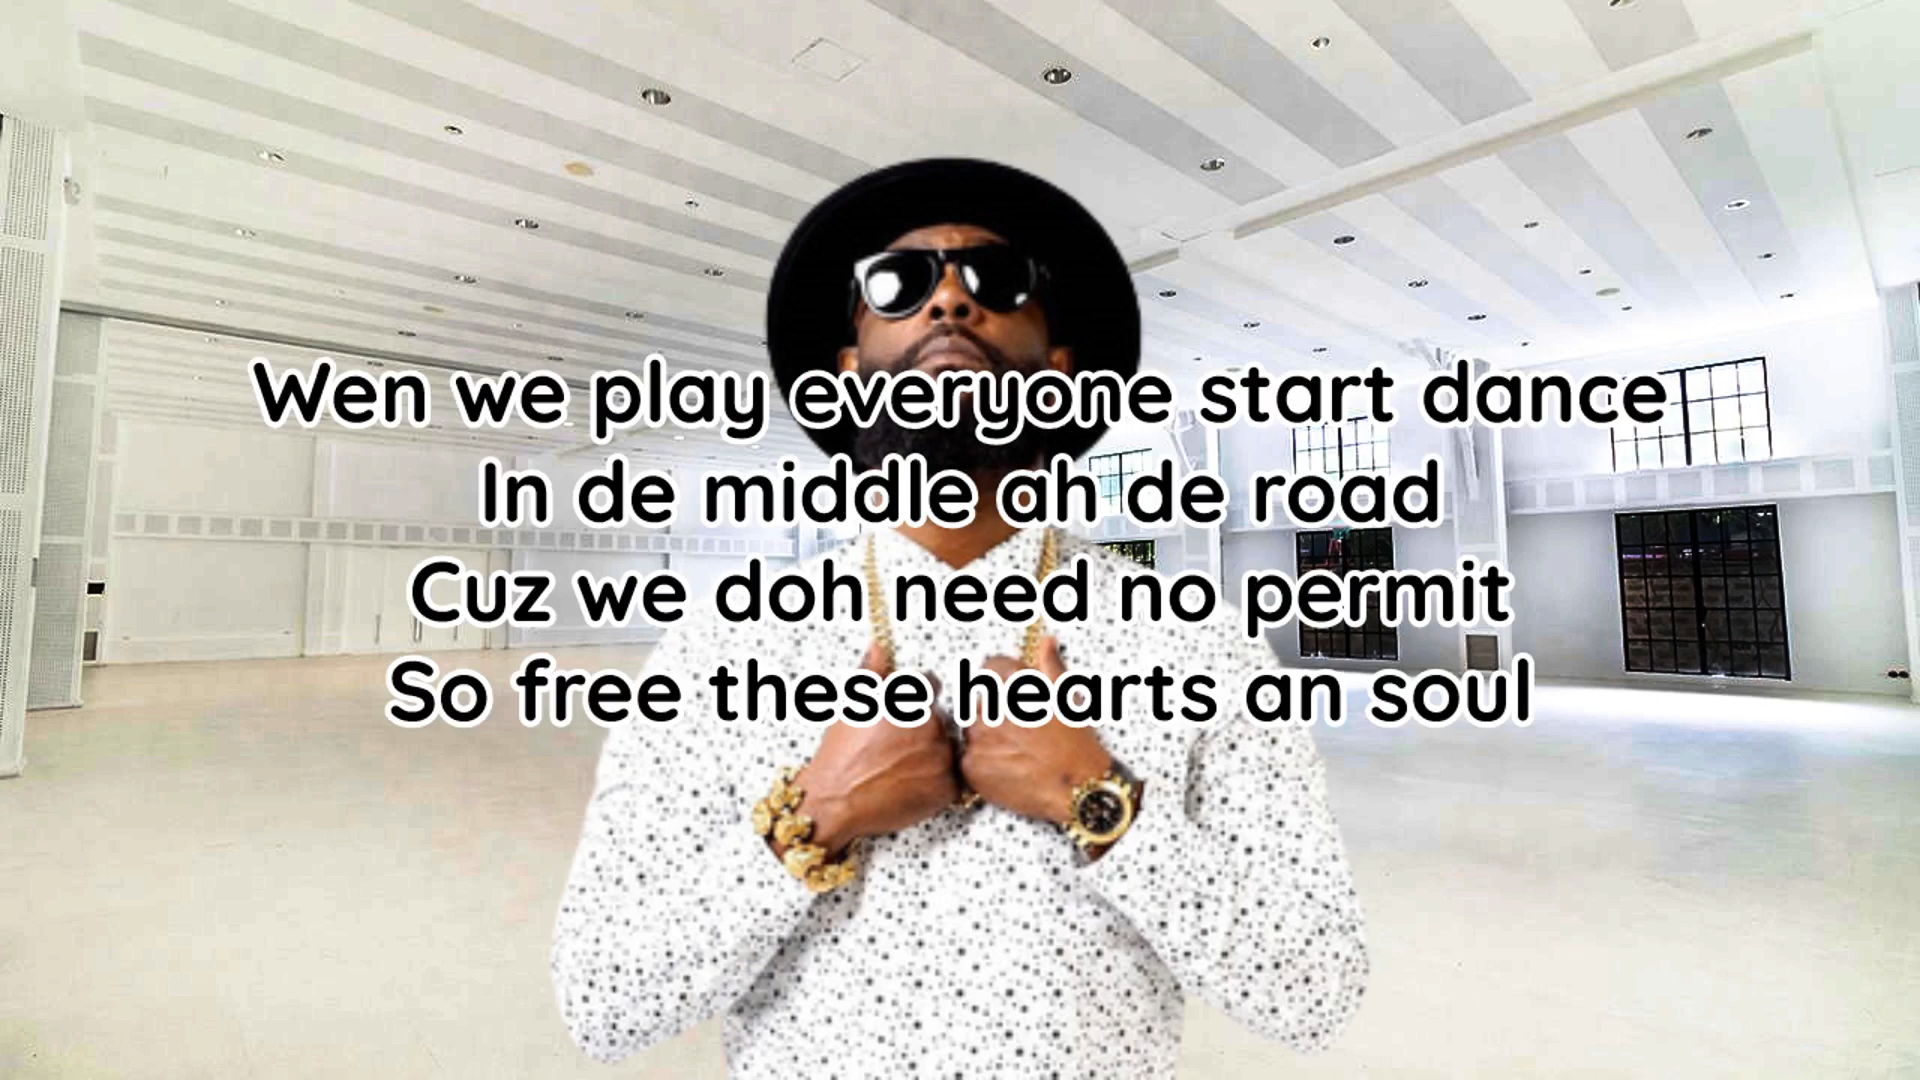 Wen we play everyone start dance
In de middle ah de road
Cuz we doh need no permit
So free these hearts an soul